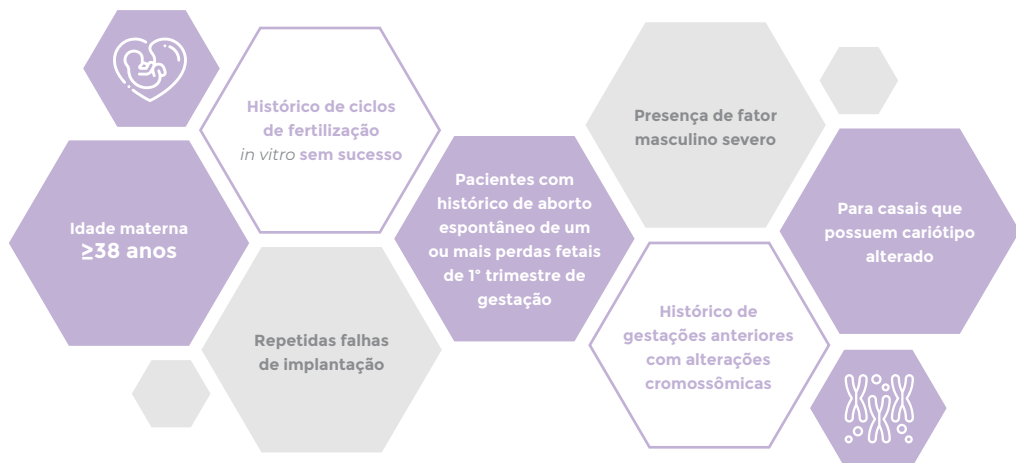 Idade materna
≥38 anos
Histórico de ciclos
de fertilização
in vitro sem sucesso
Repetidas falhas
de implantação
Pacientes com
histórico de aborto
espontâneo de um
ou mais perdas fetais
de 1º trimestre de
gestação
Presença de fator
masculino severo
Histórico de
gestações anteriores
com alterações
cromossômicas
Para casais que
possuem cariótipo
alterado